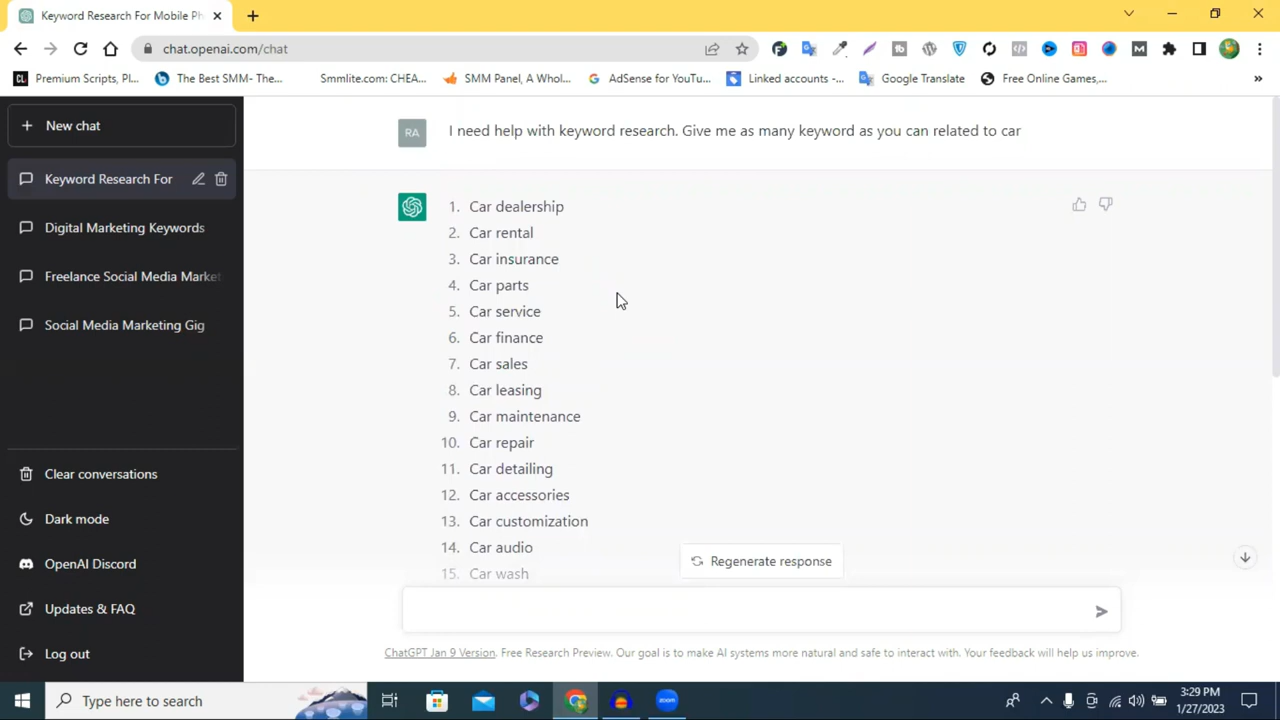 Keyword Research For Mobile Ph
chat.openai.com/chat
CL Premium Scripts, Pl...
The Best SMM- The...
Smmlite.com: CHEA...
SMM Panel, A Whol...
AdSense for YouTu...
Linked accounts -...
Google Translate
Free Online Games,...
»
New chat
Keyword Research For
Digital Marketing Keywords
Freelance Social Media Market
Social Media Marketing Gig
Clear conversations
Dark mode
OpenAI Discord
Updates & FAQ
Log out
RA
I need help with keyword research. Give me as many keyword as you can related to car
1. Car dealership
2. Car rental
3. Car insurance
4. Car parts
5. Car service
6. Car finance
7. Car sales
8. Car leasing
9. Car maintenance
10. Car repair
11. Car detailing
12. Car accessories
13. Car customization
14. Car audio
15. Car wash
Regenerate response
ChatGPT Jan 9 Version. Free Research Preview. Our goal is to make AI systems more natural and safe to interact with. Your feedback will help us improve.
Type here to search
zoom
3:29 PM
1/27/2023